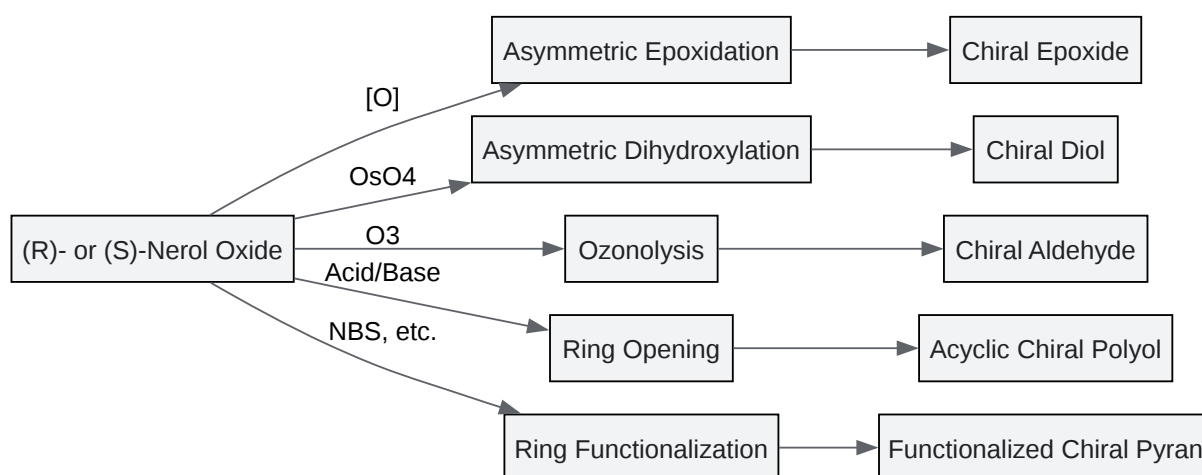 Asymmetric Epoxidation
Chiral Epoxide
[O]
Asymmetric Dihydroxylation
Chiral Diol
OsO4
(R)- or (S)-Nerol Oxide
O3
Ozonolysis
Chiral Aldehyde
Acid/Base
NBS, etc.
Ring Opening
Acyclic Chiral Polyol
Ring Functionalization
Functionalized Chiral Pyran